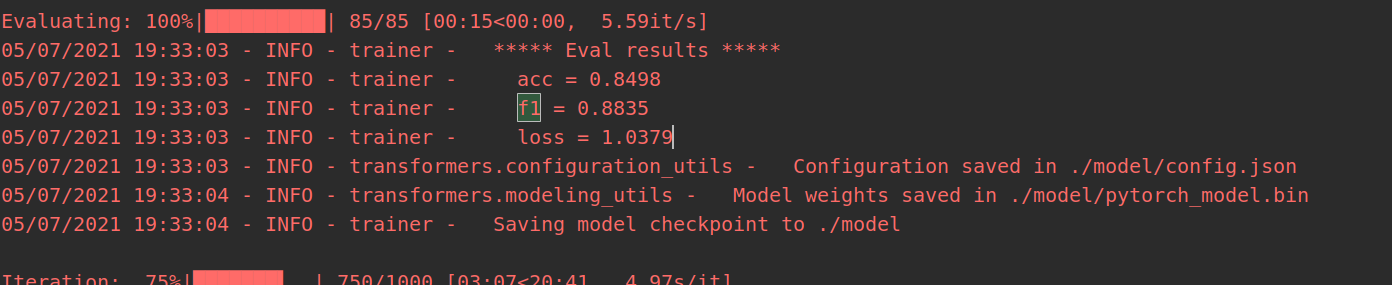 Evaluating: 100%|██████████| 85/85 [00:15<00:00,  5.59it/s]
05/07/2021 19:33:03 - INFO - trainer -   ***** Eval results *****
05/07/2021 19:33:03 - INFO - trainer -     acc = 0.8498
05/07/2021 19:33:03 - INFO - trainer -     f1 = 0.8835
05/07/2021 19:33:03 - INFO - trainer -     loss = 1.0379
05/07/2021 19:33:03 - INFO - transformers.configuration_utils -   Configuration saved in ./model/config.json
05/07/2021 19:33:04 - INFO - transformers.modeling_utils -   Model weights saved in ./model/pytorch_model.bin
05/07/2021 19:33:04 - INFO - trainer -   Saving model checkpoint to ./model
Iteration:  75%|███████▌  | 750/1000 [03:07<20:41,  4.97s/it]